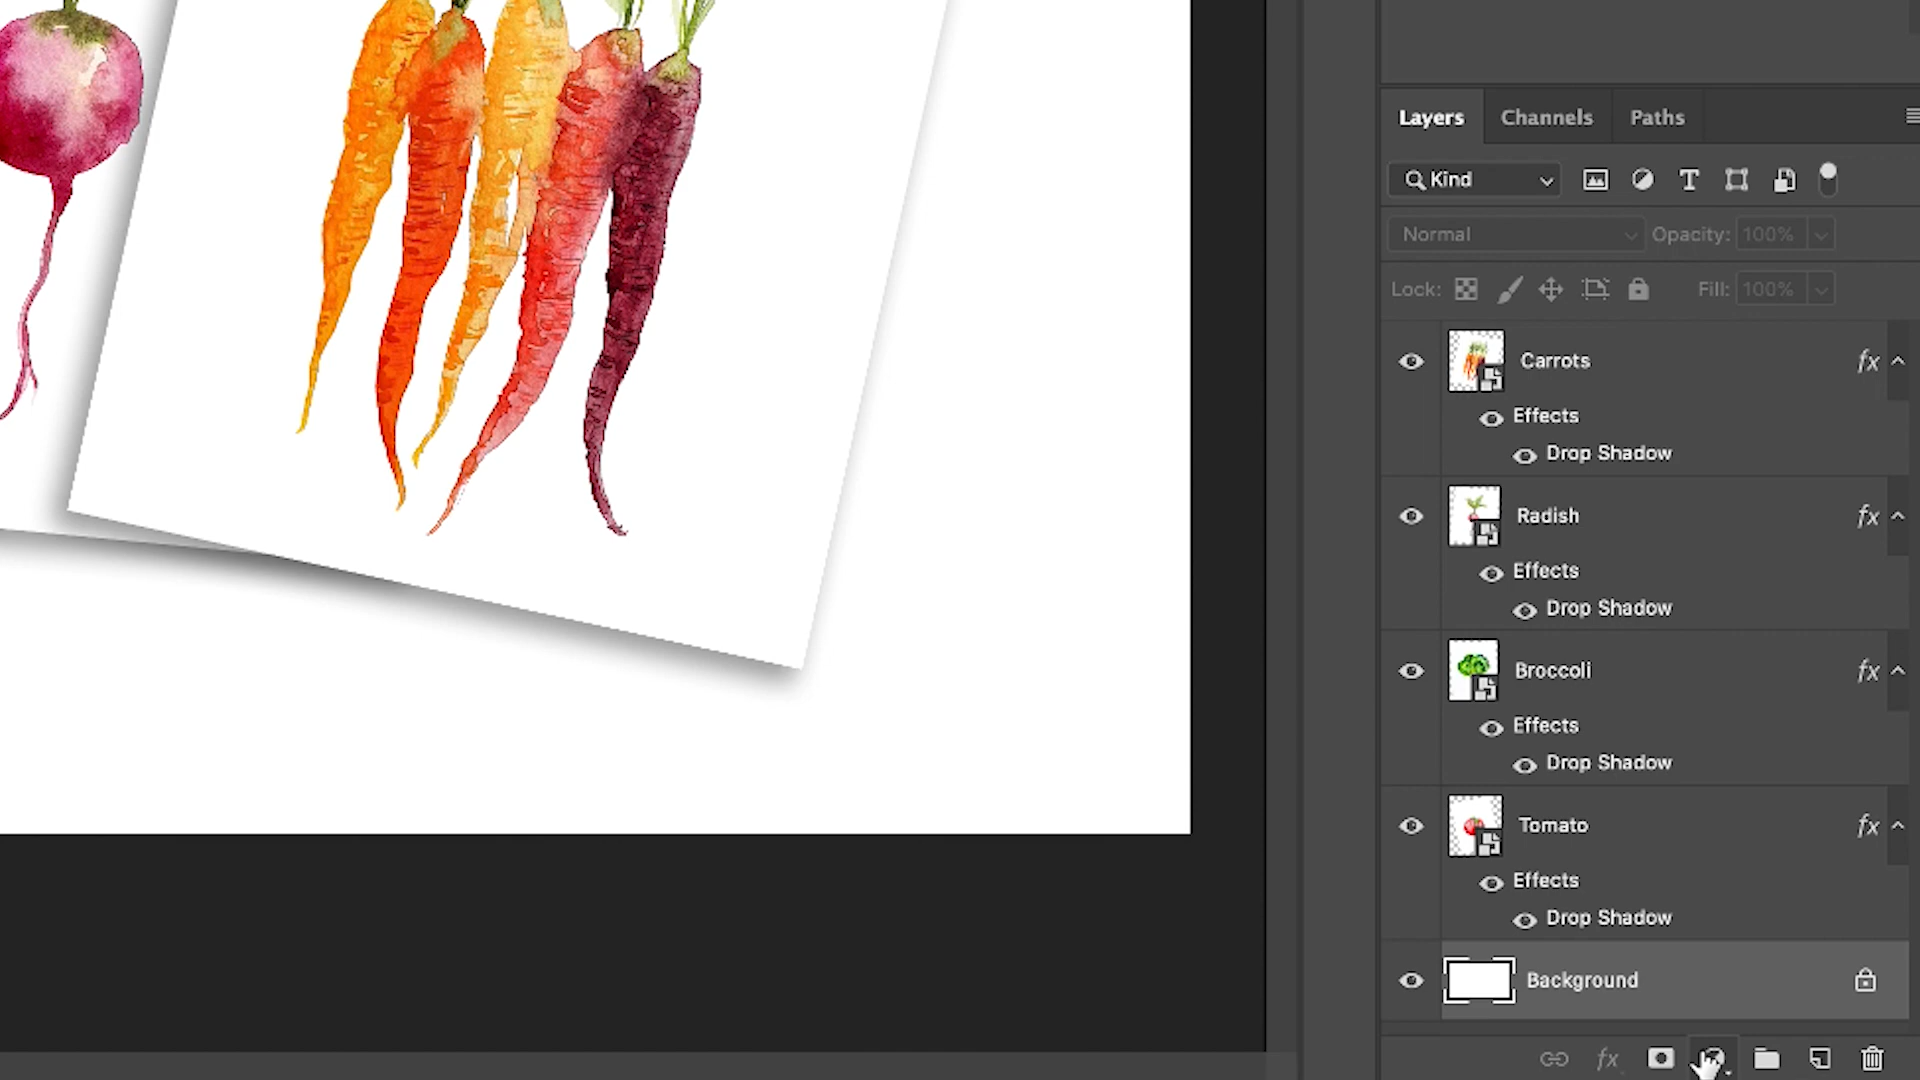 Layers Channels Paths
Kind
Normal Opacity: 100%
Lock: Fill: 100%
Carrots fx
Effects
Drop Shadow
Radish fx
Effects
Drop Shadow
Broccoli fx
Effects
Drop Shadow
Tomato fx
Effects
Drop Shadow
Background
fx